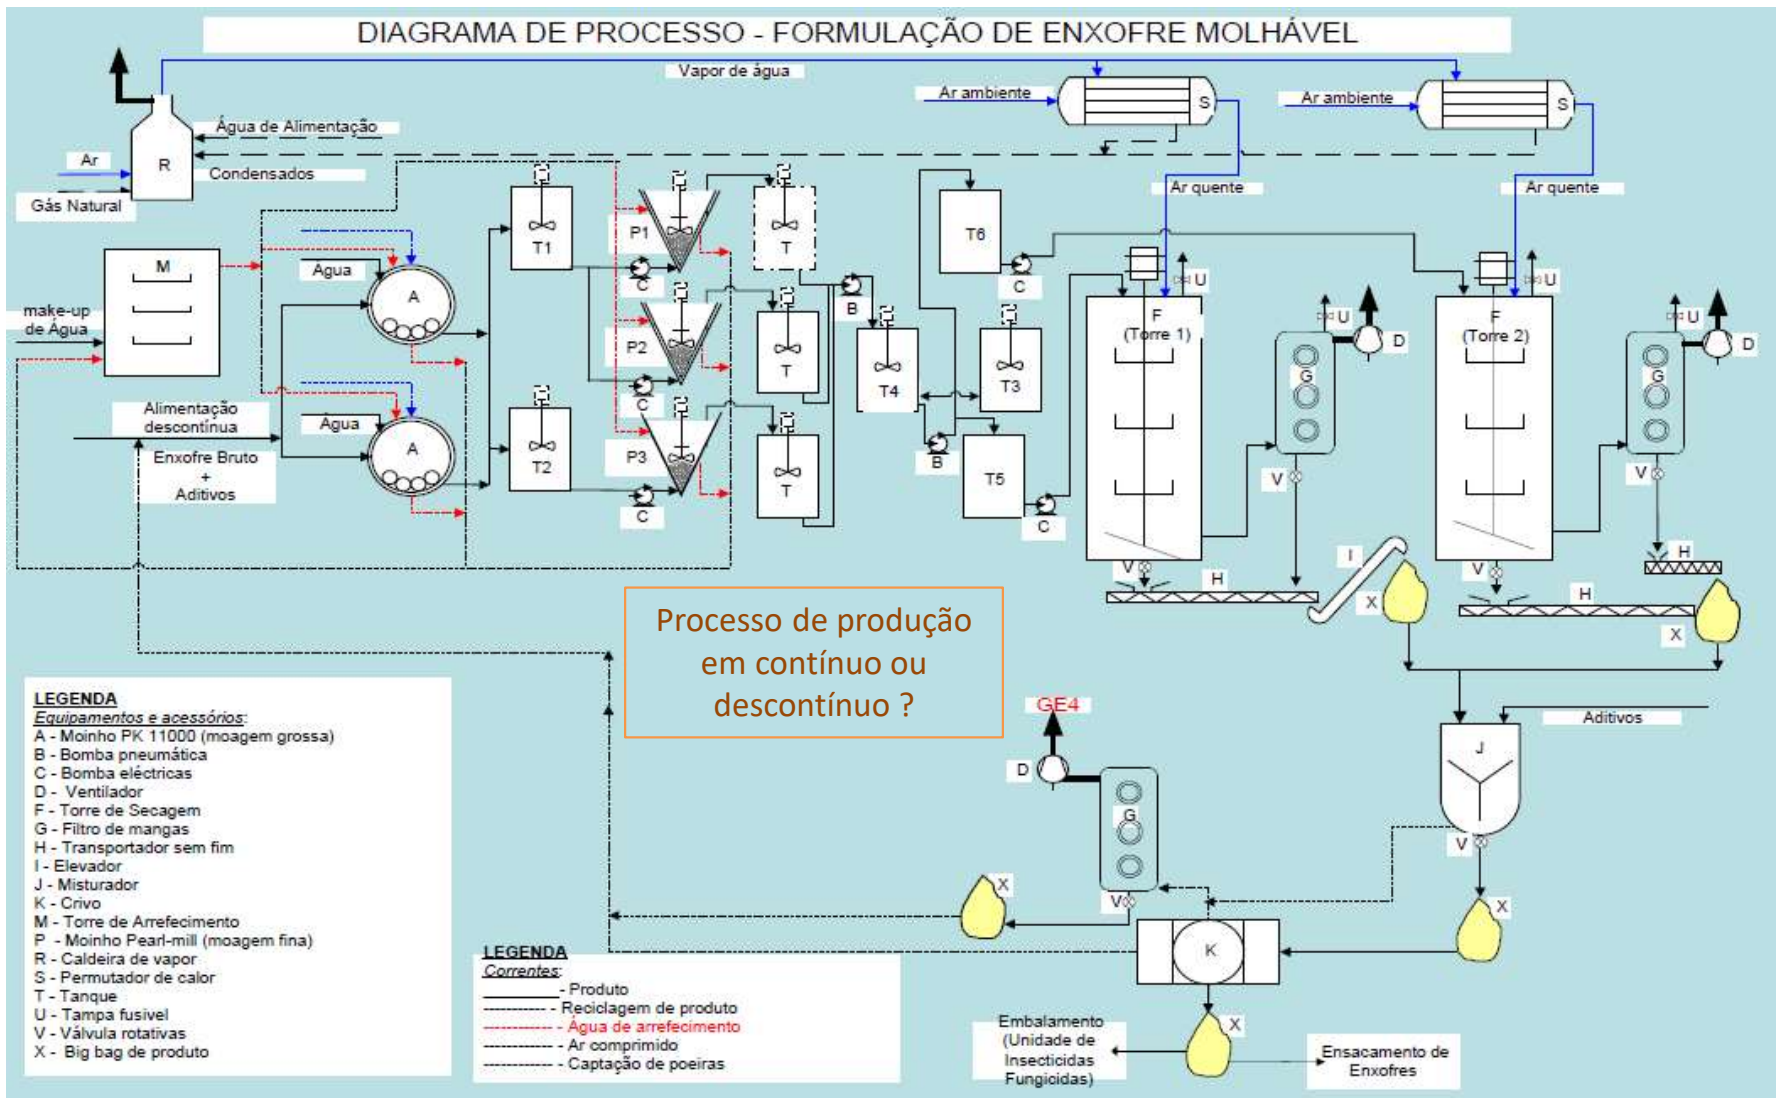 DIAGRAMA DE PROCESSO - FORMULAÇÃO DE ENXOFRE MOLHÁVEL
Vapor de água
Ar ambiente
S
Ar ambiente
S
Água de Alimentação
Ar
R
Condensados
Gás Natural
Ar quente
Ar quente
M
make-up
de Água
Água
A
Alimentação
descontínua
Enxofre Bruto
+
Aditivos
Água
A
T1
T2
P1
P2
P3
C
C
C
T
T
T
B
T4
B
T3
T6
C
T5
C
F
(Torre 1)
U
U
G
D
V
V
H
I
X
F
(Torre 2)
U
U
G
D
V
V
H
H
X
Processo de produção
em contínuo ou
descontínuo ?
Aditivos
J
V
X
GE4
D
G
V
X
K
X
Embalamento
(Unidade de
Insecticidas
Fungicidas)
Ensacamento de
Enxofres
LEGENDA
Equipamentos e acessórios:
A - Moinho PK 11000 (moagem grossa)
B - Bomba pneumática
C - Bomba eléctricas
D - Ventilador
F - Torre de Secagem
G - Filtro de mangas
H - Transportador sem fim
I - Elevador
J - Misturador
K - Crivo
M - Torre de Arrefecimento
P - Moinho Pearl-mill (moagem fina)
R - Caldeira de vapor
S - Permutador de calor
T - Tanque
U - Tampa fusivel
V - Válvula rotativas
X - Big bag de produto
LEGENDA
Correntes:
- Produto
- Reciclagem de produto
- Água de arrefecimento
- Ar comprimido
- Captação de poeiras